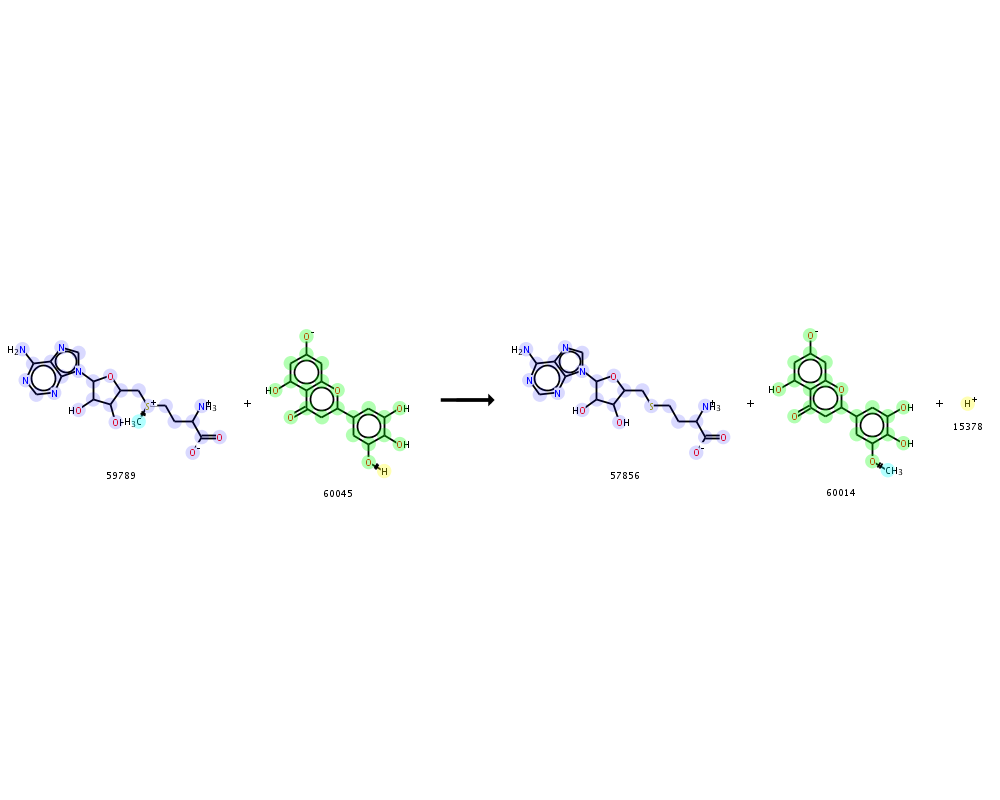 H2N N N N N O S+ NH3+ HO OH H3C O O-
59789
+
O- HO O O OH OH O H
60045
H2N N N N N O S NH3+ HO OH O O-
57856
+
O- HO O O OH OH O CH3
60014
+
H+
15378